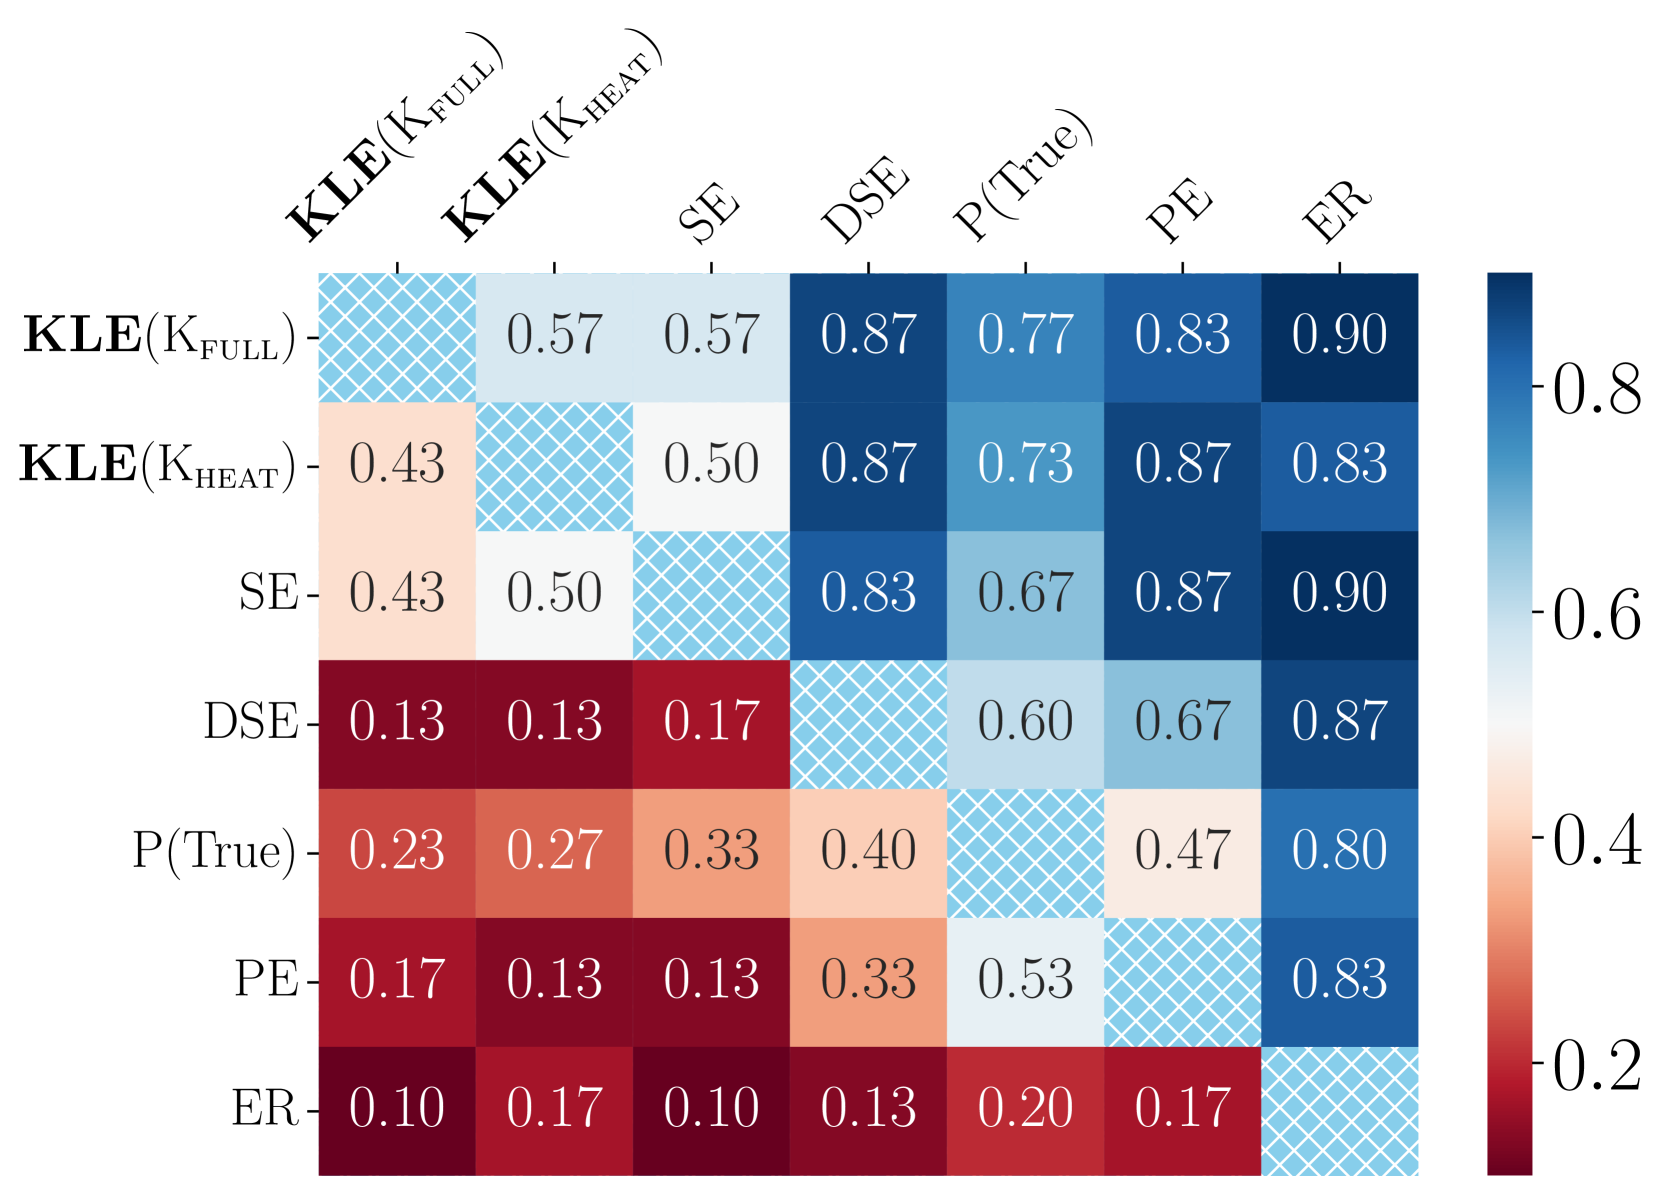 KLE(K_FULL) KLE(K_HEAT) SE DSE P(True) PE ER
KLE(K_FULL) 0.57 0.57 0.87 0.77 0.83 0.90
KLE(K_HEAT) 0.43 0.50 0.87 0.73 0.87 0.83
SE 0.43 0.50 0.83 0.67 0.87 0.90
DSE 0.13 0.13 0.17 0.60 0.67 0.87
P(True) 0.23 0.27 0.33 0.40 0.47 0.80
PE 0.17 0.13 0.13 0.33 0.53 0.83
ER 0.10 0.17 0.10 0.13 0.20 0.17
0.8
0.6
0.4
0.2